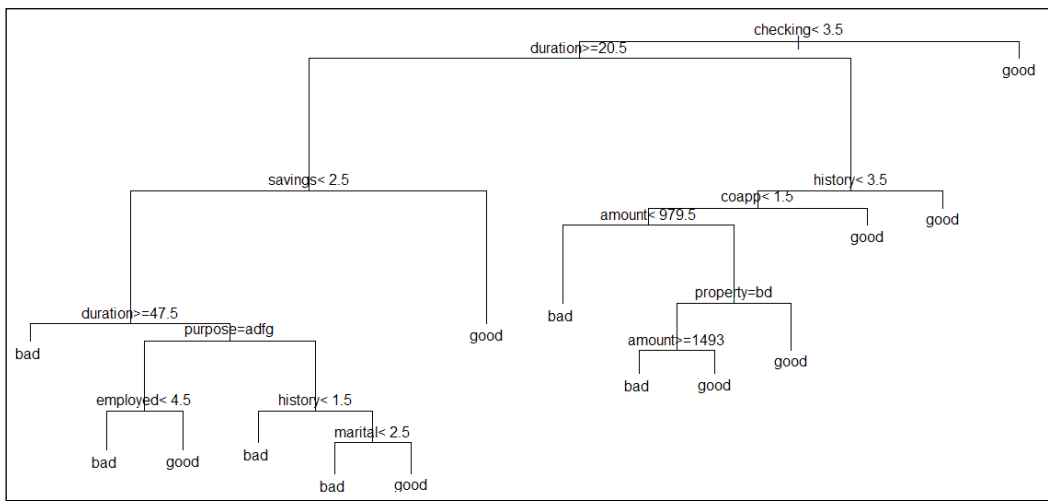 checking< 3.5
duration>=20.5
good
savings< 2.5
history< 3.5
coapp< 1.5
amount< 979.5
good
good
property=bd
bad
duration>=47.5
purpose=adfg
good
amount>=1493
bad
good
bad
good
employed< 4.5
history< 1.5
marital< 2.5
bad
good
bad
bad
good